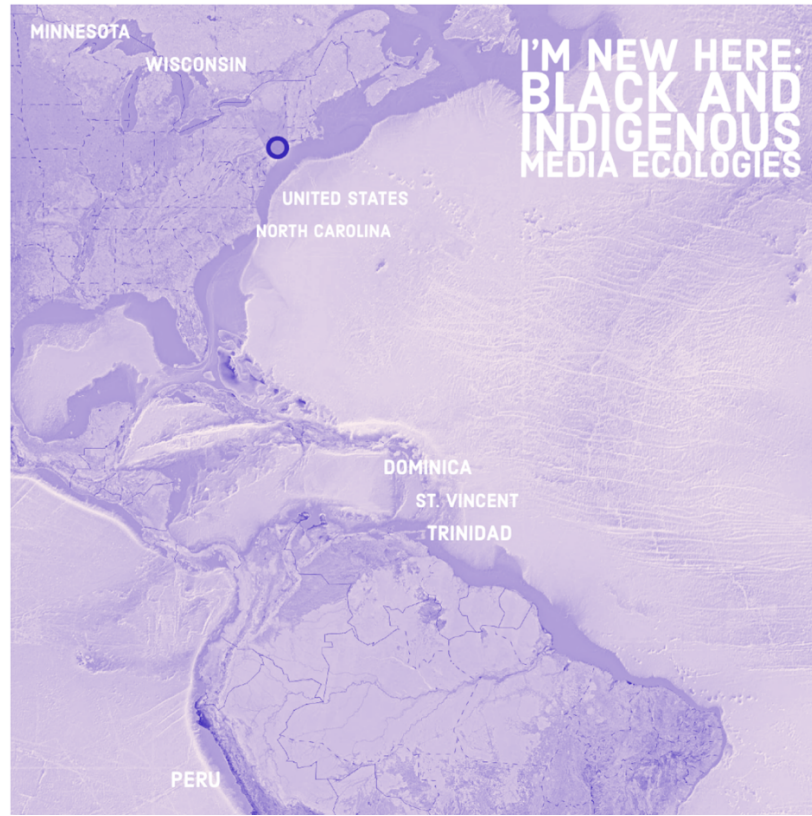 MINNESOTA
WISCONSIN
I'M NEW HERE:
BLACK AND
INDIGENOUS
MEDIA ECOLOGIES
UNITED STATES
NORTH CAROLINA
DOMINICA
ST. VINCENT
TRINIDAD
PERU